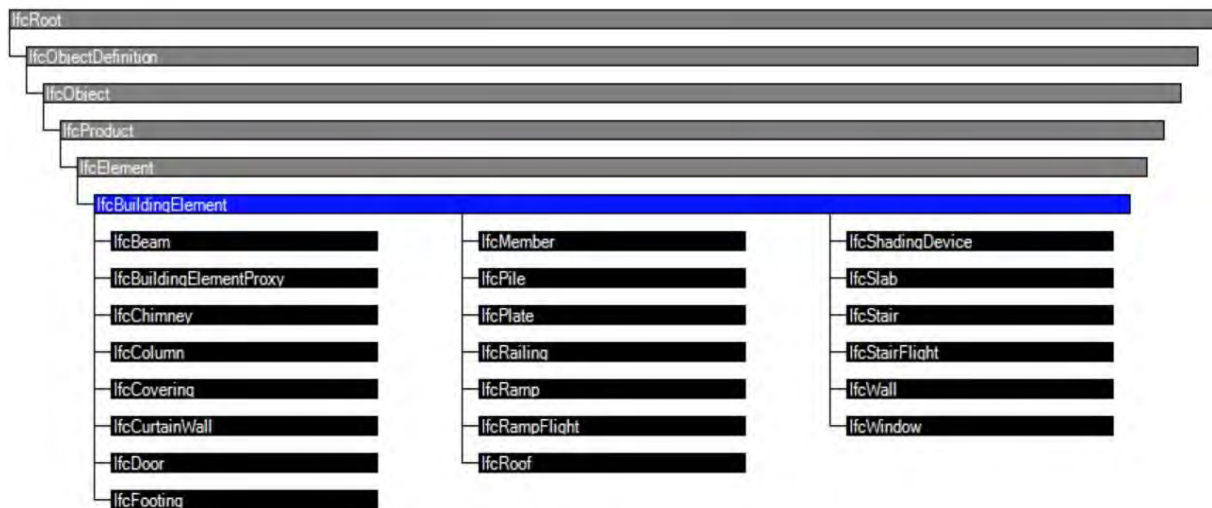 IfcRoot
IfcObjectDefinition
IfcObject
IfcProduct
IfcElement
IfcBuildingElement
IfcBeam
IfcBuildingElementProxy
IfcChimney
IfcColumn
IfcCovering
IfcCurtainWall
IfcDoor
IfcFooting
IfcMember
IfcPile
IfcPlate
IfcRailing
IfcRamp
IfcRampFlight
IfcRoof
IfcShadingDevice
IfcSlab
IfcStair
IfcStairFlight
IfcWall
IfcWindow